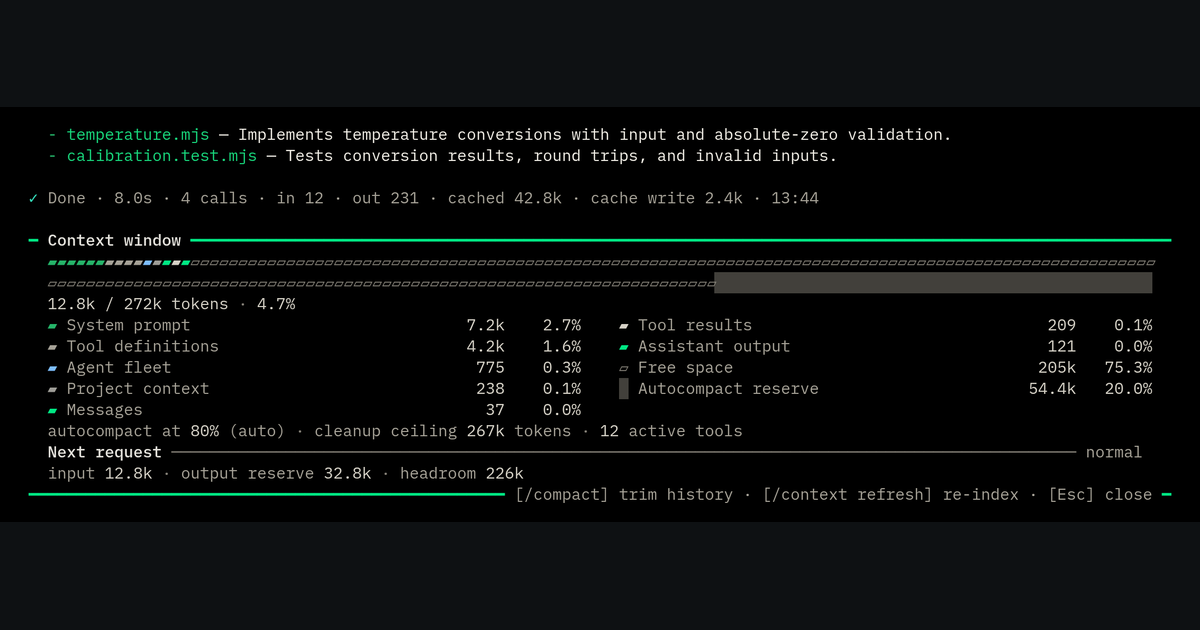 - temperature.mjs — Implements temperature conversions with input and absolute-zero validation.
- calibration.test.mjs — Tests conversion results, round trips, and invalid inputs.
✓ Done · 8.0s · 4 calls · in 12 · out 231 · cached 42.8k · cache write 2.4k · 13:44
Context window
12.8k / 272k tokens · 4.7%
System prompt 7.2k 2.7% Tool results 209 0.1%
Tool definitions 4.2k 1.6% Assistant output 121 0.0%
Agent fleet 775 0.3% Free space 205k 75.3%
Project context 238 0.1% Autocompact reserve 54.4k 20.0%
Messages 37 0.0%
autocompact at 80% (auto) · cleanup ceiling 267k tokens · 12 active tools
Next request normal
input 12.8k · output reserve 32.8k · headroom 226k
[/compact] trim history · [/context refresh] re-index · [Esc] close